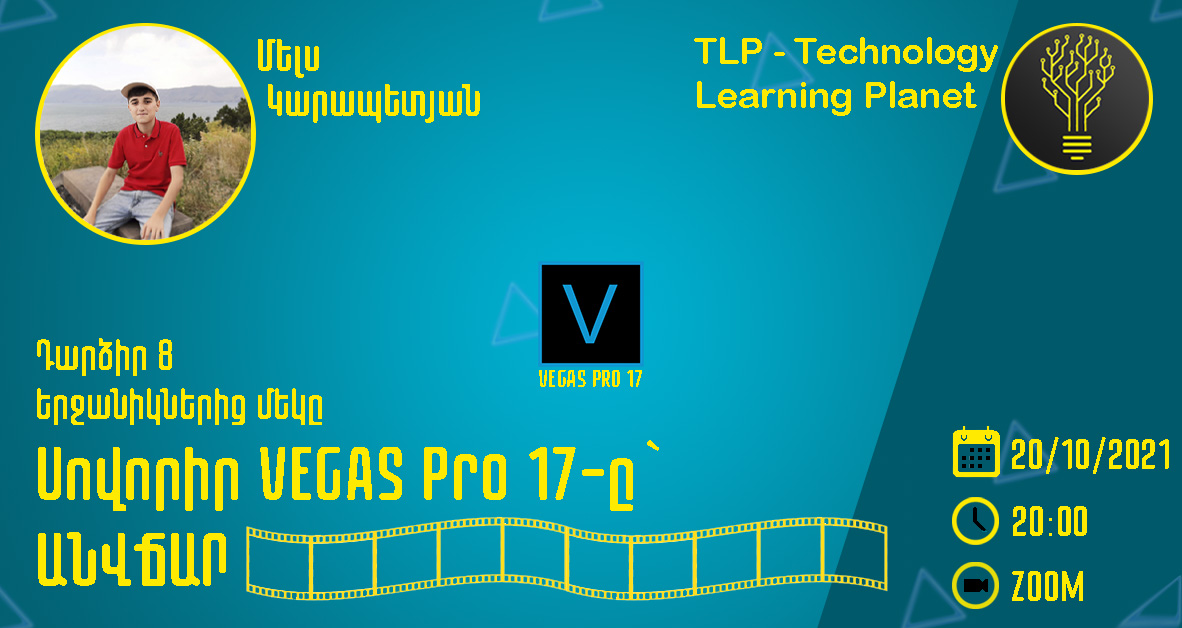 Մելս
Կարապետյան
TLP - Technology
Learning Planet
V
VEGAS PRO 17
Դարձիր 8
երջանիկներից մեկը
Սովորիր VEGAS Pro 17-ը՝
ԱՆՎՃԱՐ
20/10/2021
20:00
ZOOM